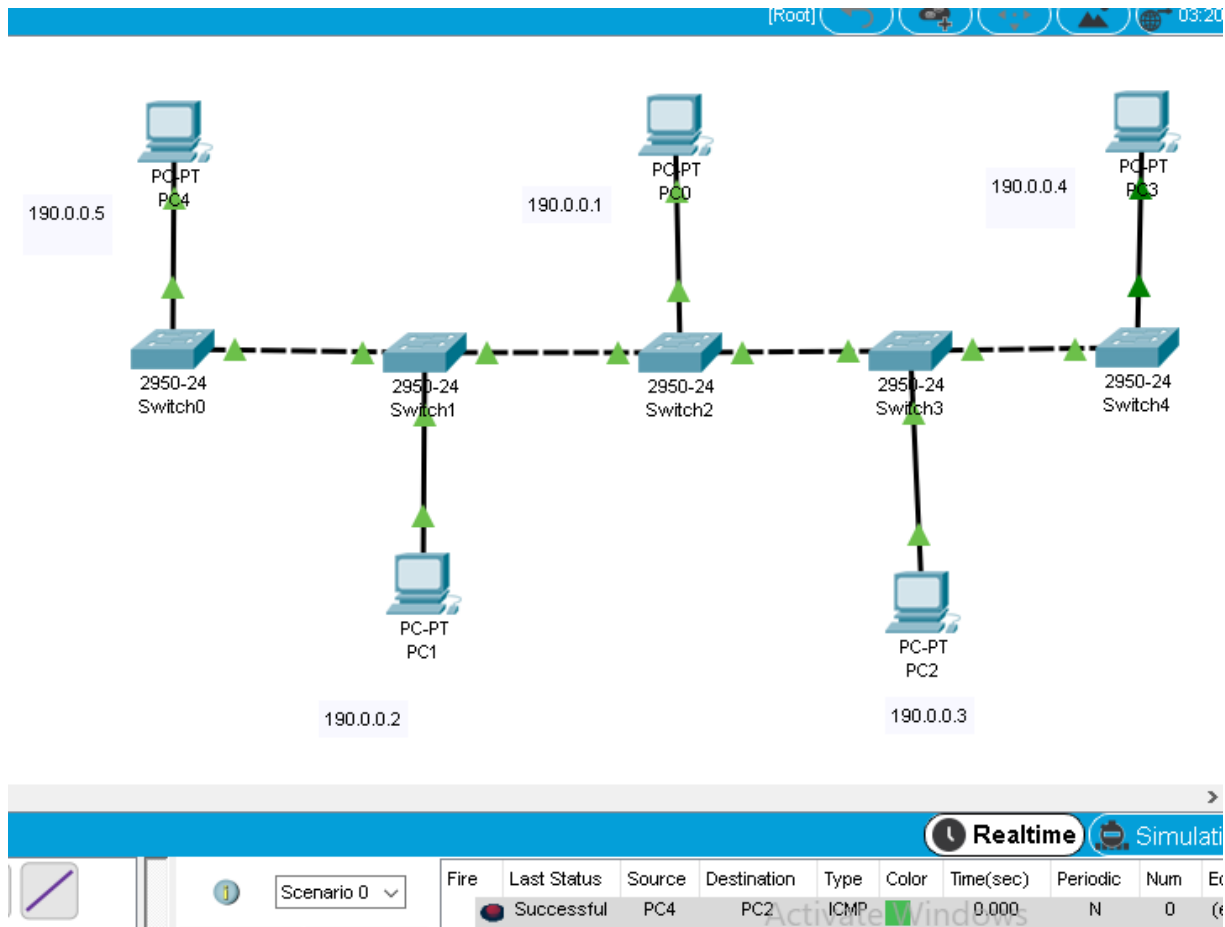 [Root]
03:20
PC-PT
PC4
190.0.0.5
PC-PT
PC0
190.0.0.1
PC-PT
PC3
190.0.0.4
2950-24
Switch0
2950-24
Switch1
2950-24
Switch2
2950-24
Switch3
2950-24
Switch4
PC-PT
PC1
190.0.0.2
PC-PT
PC2
190.0.0.3
Realtime
Simulati
Scenario 0
Fire Last Status Source Destination Type Color Time(sec) Periodic Num
Successful PC4 PC2 ICMP 0.000 N 0
Activate Windows